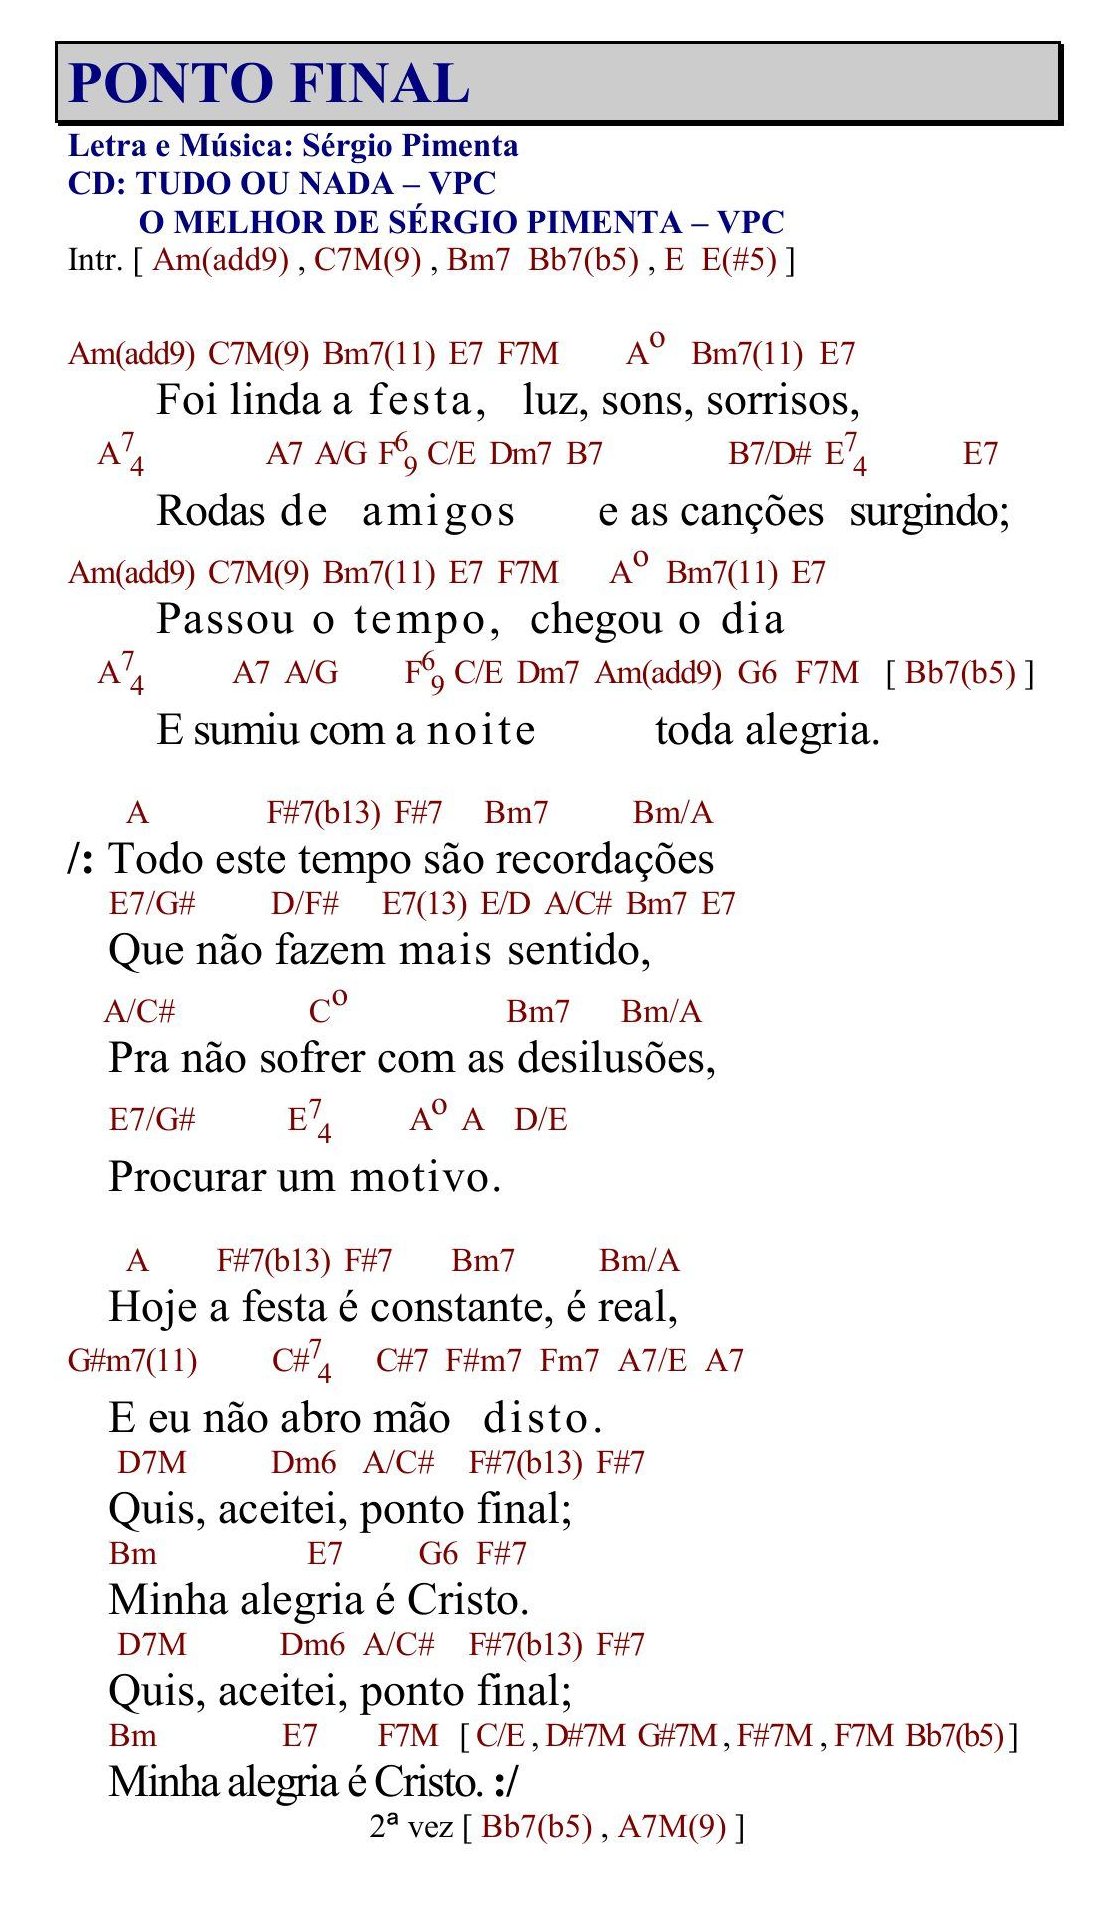 PONTO FINAL
Letra e Música: Sérgio Pimenta
CD: TUDO OU NADA – VPC
O MELHOR DE SÉRGIO PIMENTA – VPC
Intr. [ Am(add9) , C7M(9) , Bm7 Bb7(b5) , E E(#5) ]
Am(add9) C7M(9) Bm7(11) E7 F7M Aº Bm7(11) E7
Foi linda a festa, luz, sons, sorrisos,
A7 4 A7 A/G F6 9 C/E Dm7 B7 B7/D# E7 4 E7
Rodas de amigos e as canções surgindo;
Am(add9) C7M(9) Bm7(11) E7 F7M Aº Bm7(11) E7
Passou o tempo, chegou o dia
A7 4 A7 A/G F6 9 C/E Dm7 Am(add9) G6 F7M [ Bb7(b5) ]
E sumiu com a noite toda alegria.
A F#7(b13) F#7 Bm7 Bm/A
/: Todo este tempo são recordações
E7/G# D/F# E7(13) E/D A/C# Bm7 E7
Que não fazem mais sentido,
A/C# Cº Bm7 Bm/A
Pra não sofrer com as desilusões,
E7/G# E7 4 Aº A D/E
Procurar um motivo.
A F#7(b13) F#7 Bm7 Bm/A
Hoje a festa é constante, é real,
G#m7(11) C#7 4 C#7 F#m7 Fm7 A7/E A7
E eu não abro mão disto.
D7M Dm6 A/C# F#7(b13) F#7
Quis, aceitei, ponto final;
Bm E7 G6 F#7
Minha alegria é Cristo.
D7M Dm6 A/C# F#7(b13) F#7
Quis, aceitei, ponto final;
Bm E7 F7M [ C/E , D#7M G#7M , F#7M , F7M Bb7(b5) ]
Minha alegria é Cristo. :/
2ª vez [ Bb7(b5) , A7M(9) ]